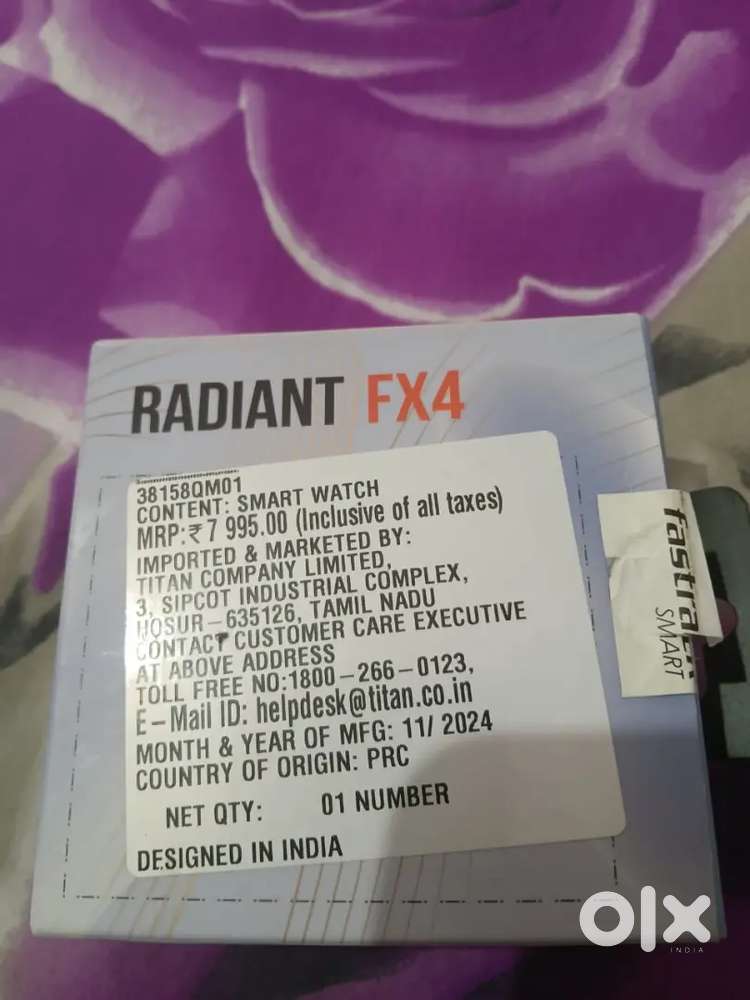 RADIANT FX4
38158QM01
CONTENT: SMART WATCH
MRP:₹7 995.00 (Inclusive of all taxes)
IMPORTED & MARKETED BY:
TITAN COMPANY LIMITED,
3, SIPCOT INDUSTRIAL COMPLEX,
HOSUR-635126, TAMIL NADU
CONTACT CUSTOMER CARE EXECUTIVE
AT ABOVE ADDRESS
TOLL FREE NO:1800-266-0123,
E-Mail ID: helpdesk@titan.co.in
MONTH & YEAR OF MFG: 11/ 2024
COUNTRY OF ORIGIN: PRC
NET QTY: 01 NUMBER
DESIGNED IN INDIA
fastrack
SMART
olx
INDIA